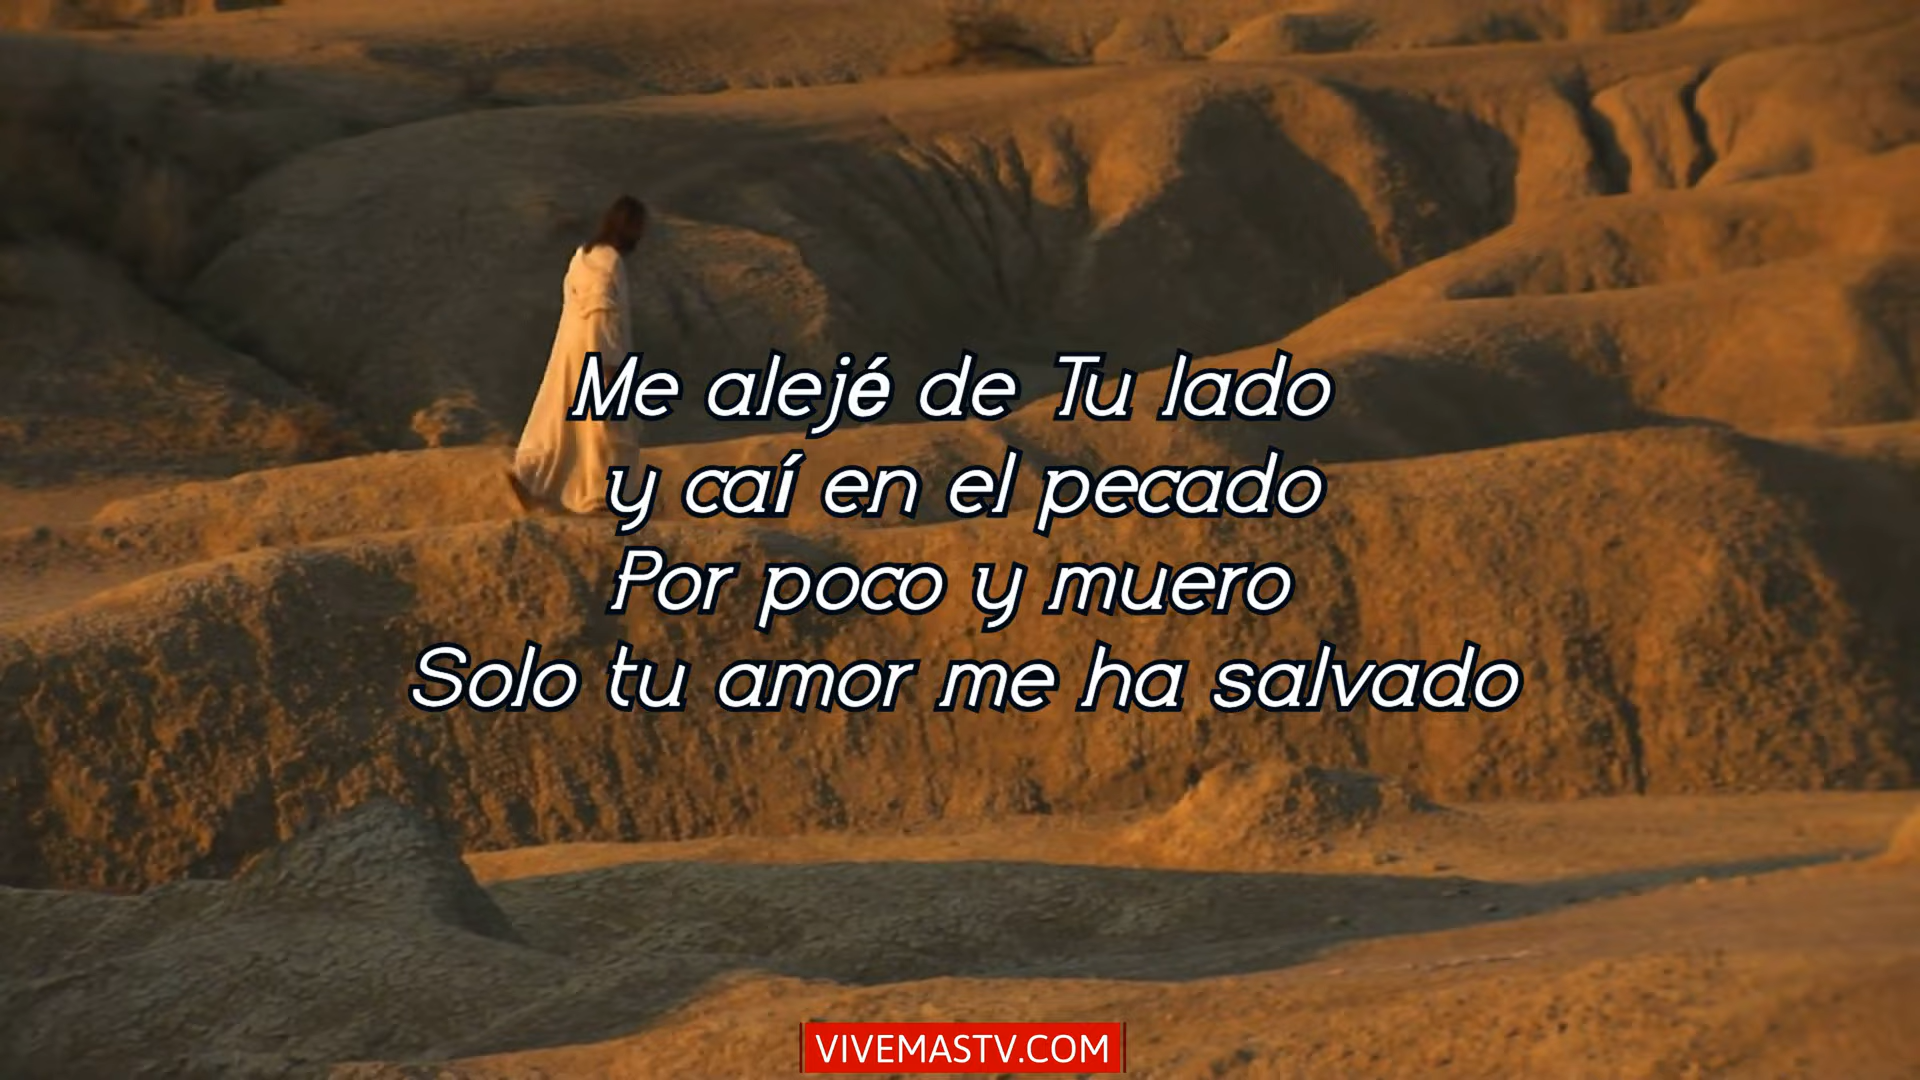 Me alejé de Tu lado
y caí en el pecado
Por poco y muero
Solo tu amor me ha salvado
VIVEMASTV.COM